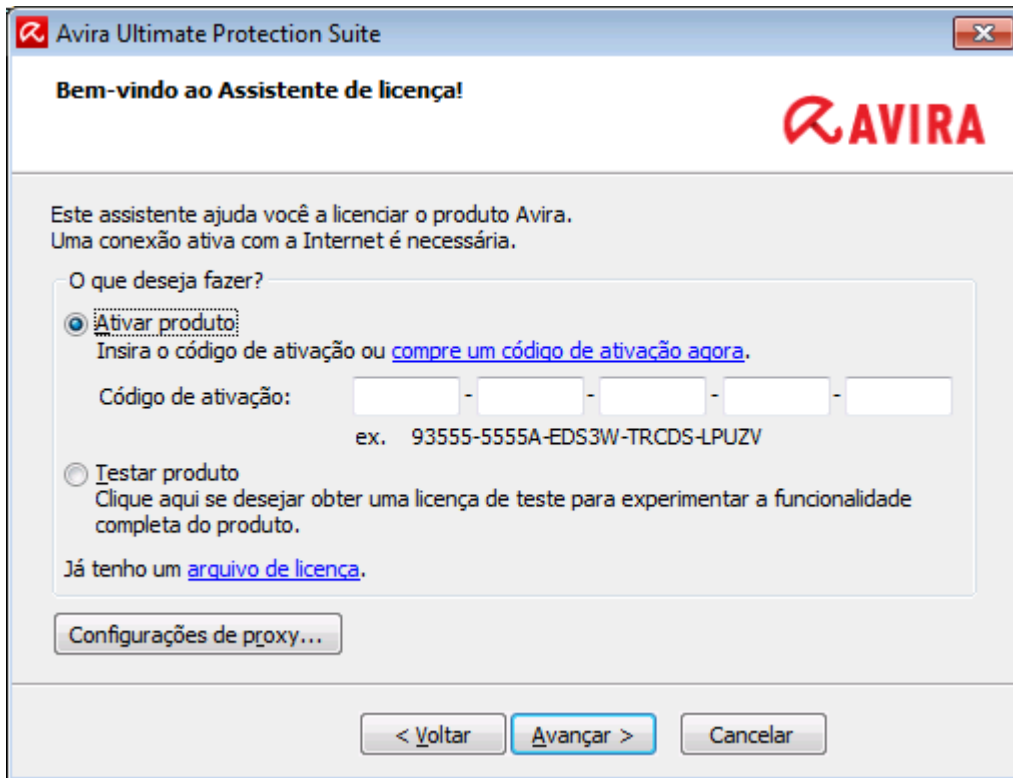 Avira Ultimate Protection Suite
Bem-vindo ao Assistente de licença!
AVIRA
Este assistente ajuda você a licenciar o produto Avira.
Uma conexão ativa com a Internet é necessária.
O que deseja fazer?
Ativar produto
Insira o código de ativação ou compre um código de ativação agora.
Código de ativação: - - - -
ex. 93555-5555A-EDS3W-TRCDS-LPUZV
Testar produto
Clique aqui se desejar obter uma licença de teste para experimentar a funcionalidade
completa do produto.
Já tenho um arquivo de licença.
Configurações de proxy...
< Voltar Avançar > Cancelar